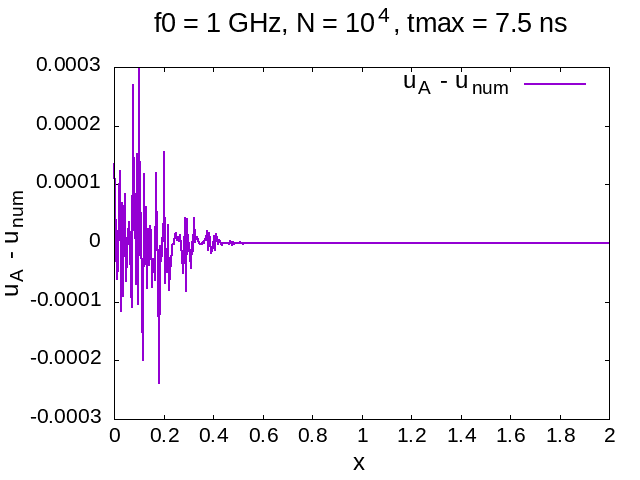 f0 = 1 GHz, N = 10^4, tmax = 7.5 ns
u_A - u_num
0.0003
0.0002
0.0001
0
-0.0001
-0.0002
-0.0003
u_A - u_num
0 0.2 0.4 0.6 0.8 1 1.2 1.4 1.6 1.8 2
x